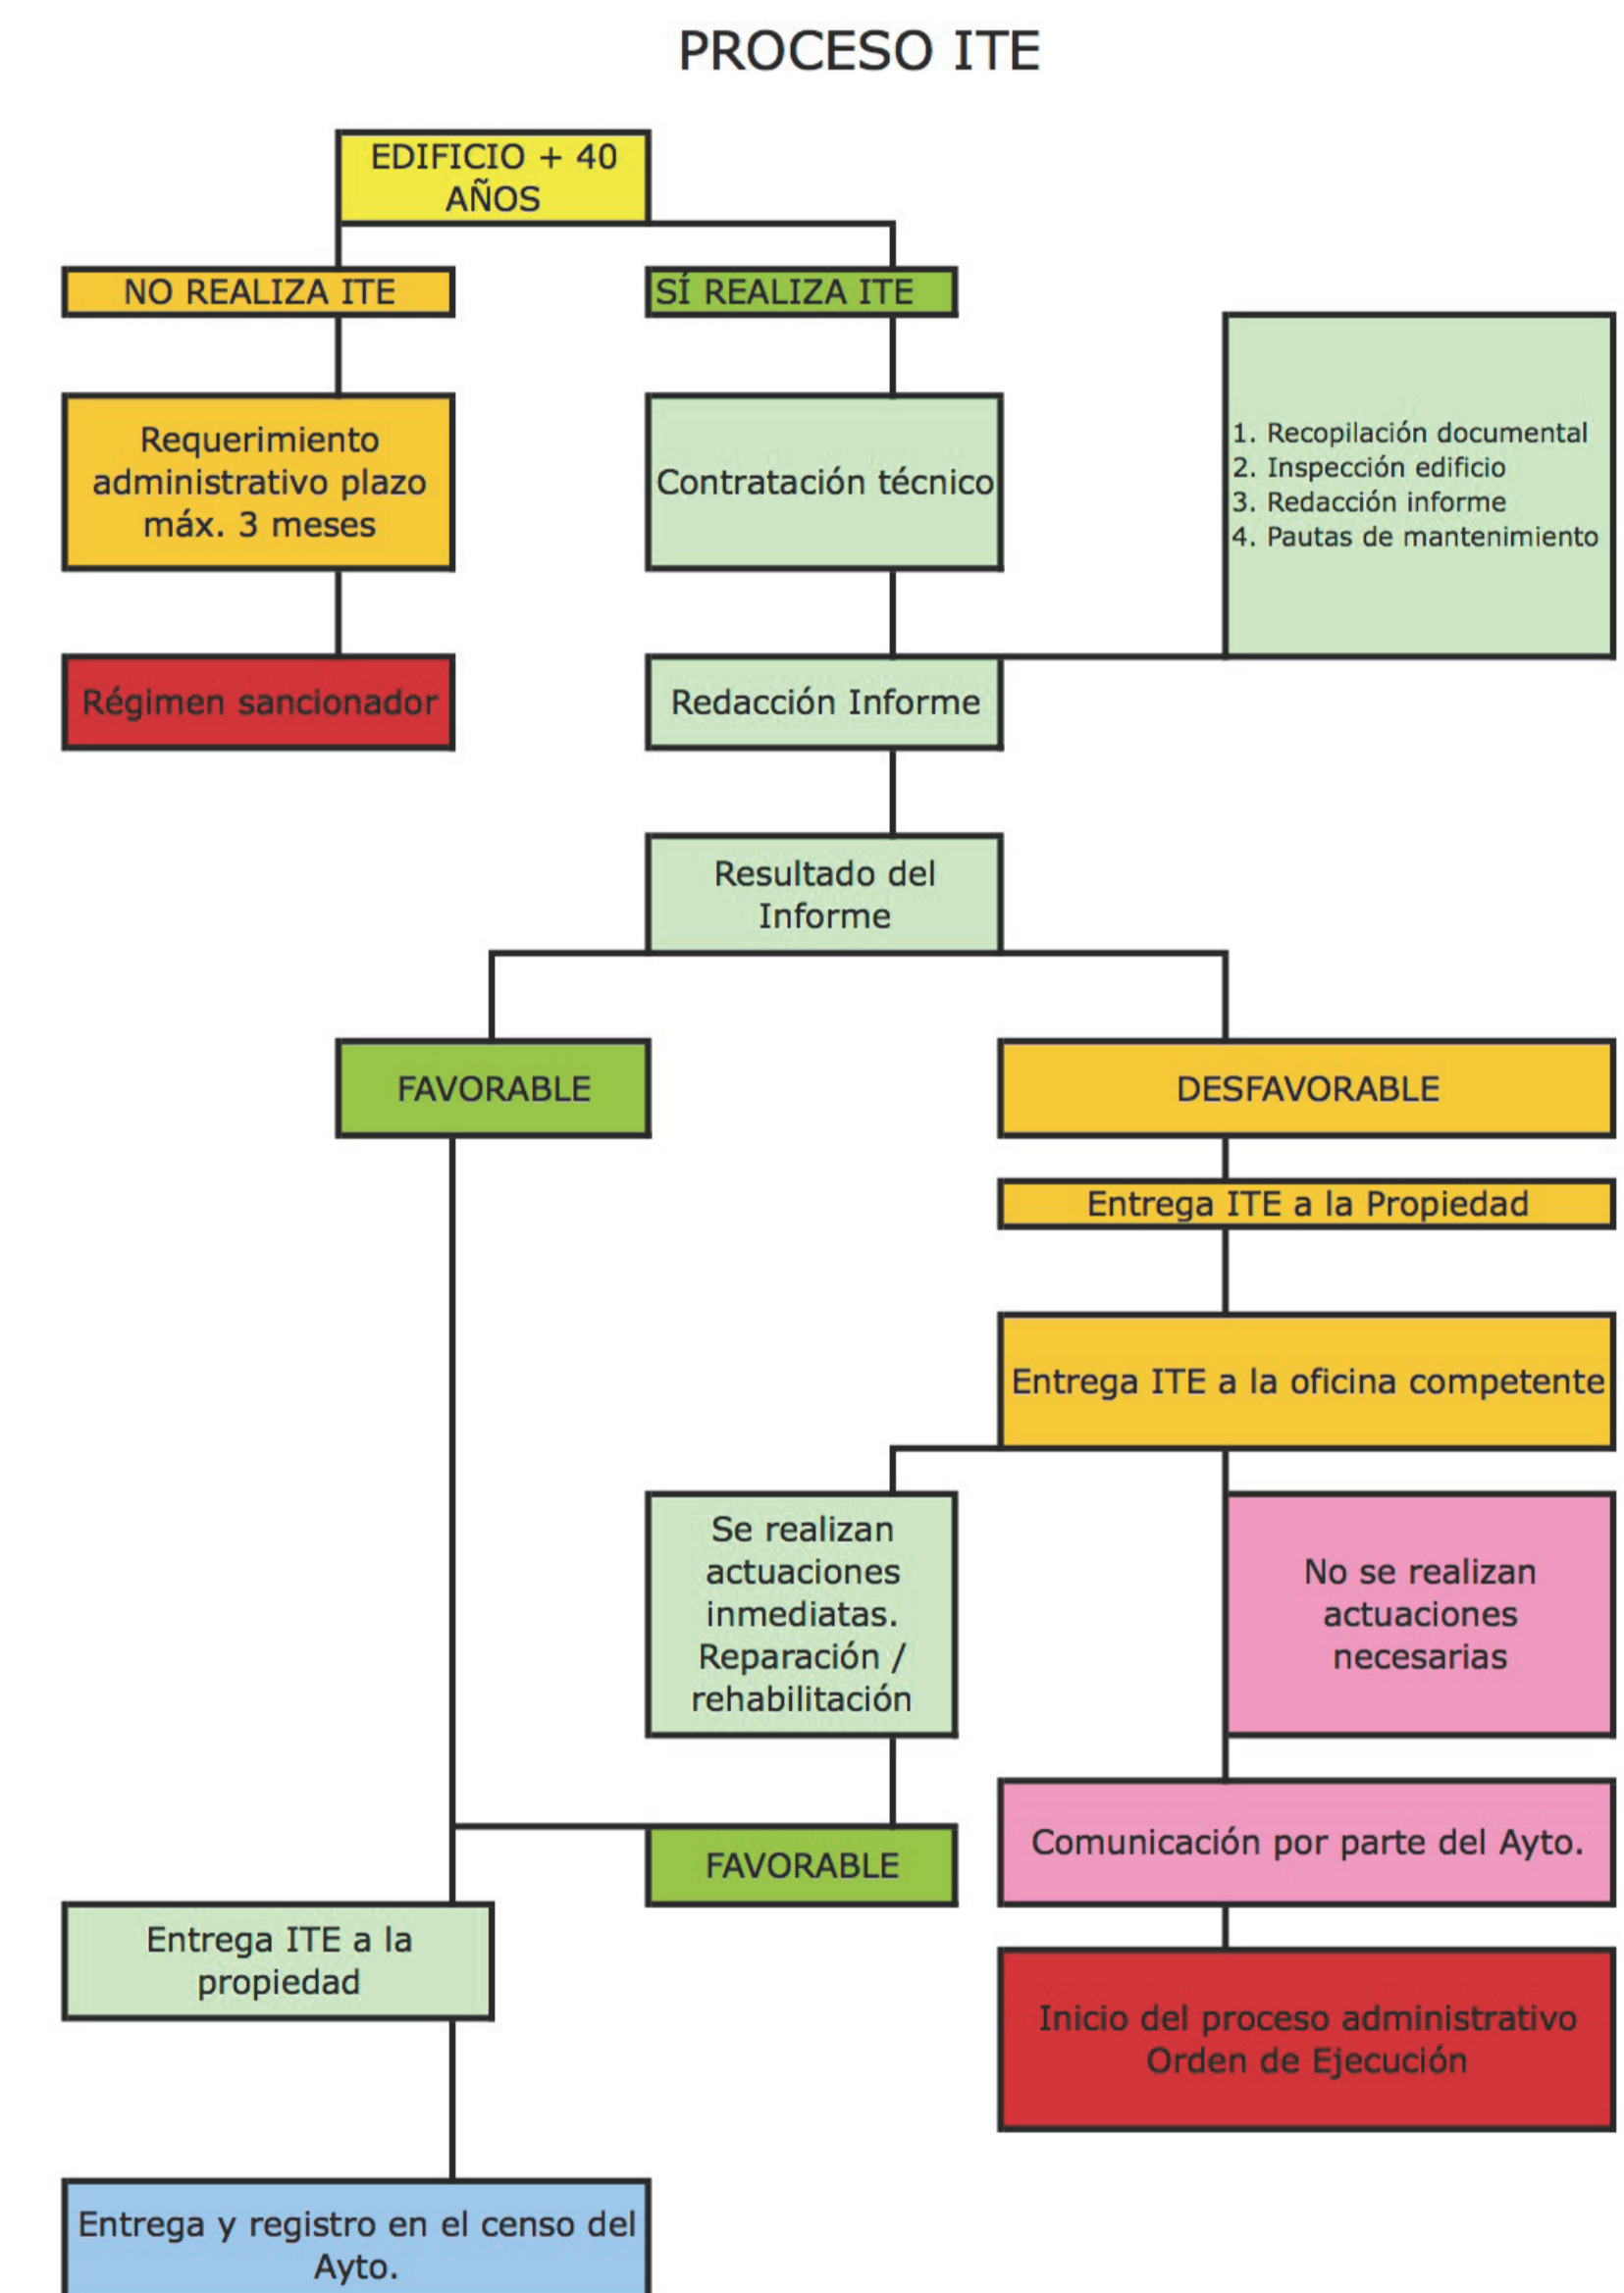 PROCESO ITE
EDIFICIO + 40
AÑOS
NO REALIZA ITE
SÍ REALIZA ITE
Requerimiento
administrativo plazo
máx. 3 meses
Contratación técnico
1. Recopilación documental
2. Inspección edificio
3. Redacción informe
4. Pautas de mantenimiento
Régimen sancionador
Redacción Informe
Resultado del
Informe
FAVORABLE
DESFAVORABLE
Entrega ITE a la Propiedad
Entrega ITE a la oficina competente
Se realizan
actuaciones
inmediatas.
Reparación /
rehabilitación
No se realizan
actuaciones
necesarias
Comunicación por parte del Ayto.
FAVORABLE
Entrega ITE a la
propiedad
Inicio del proceso administrativo
Orden de Ejecución
Entrega y registro en el censo del
Ayto.